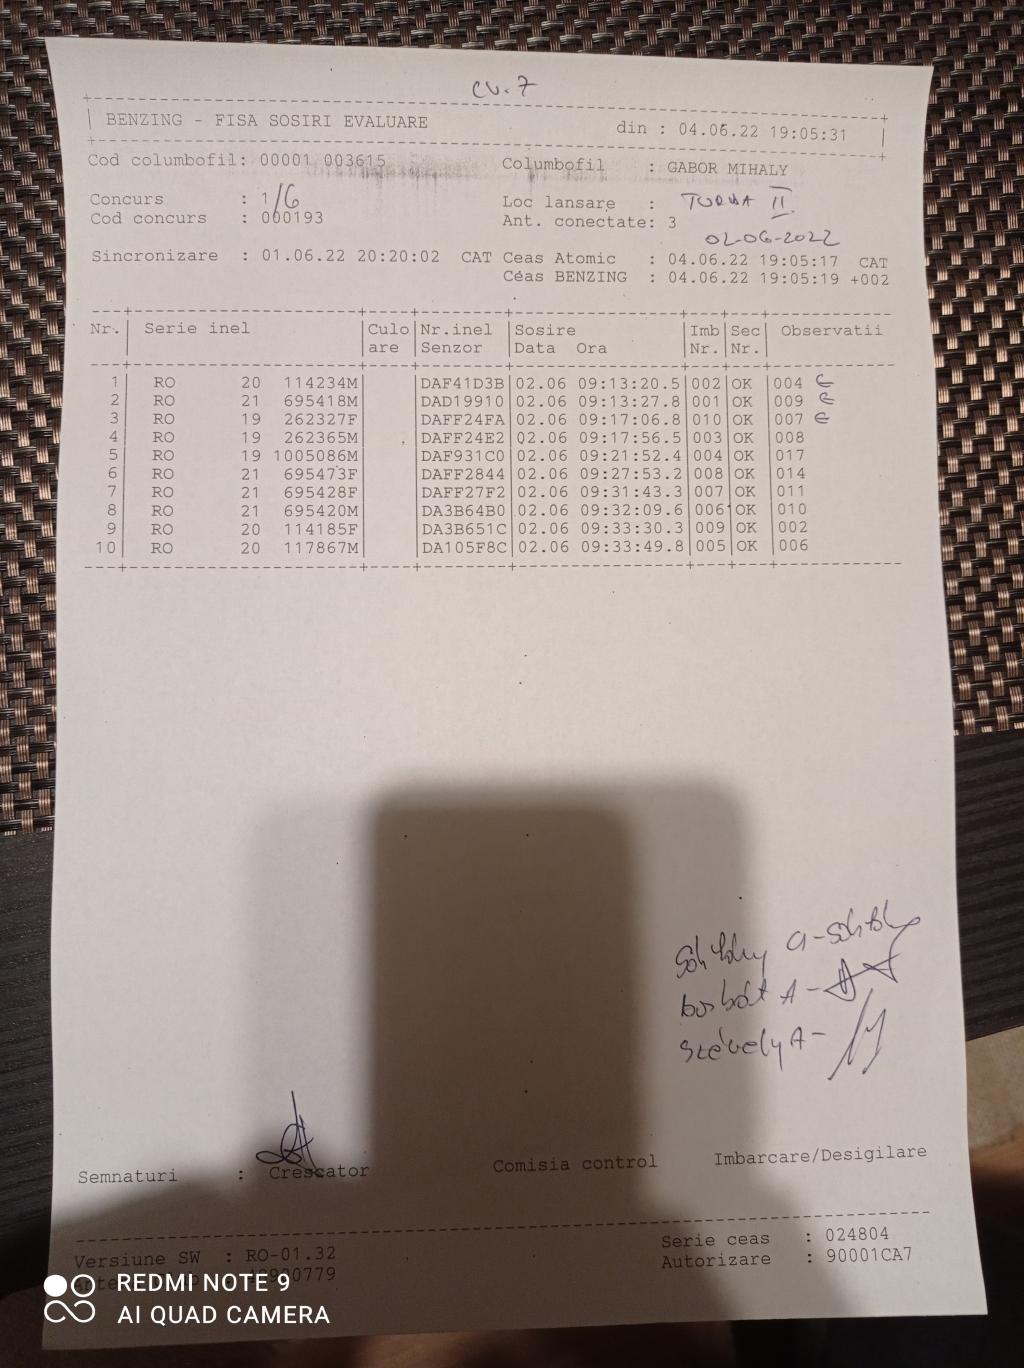 cu. 7
BENZING - FISA SOSIRI EVALUARE din : 04.06.22 19:05:31
Cod columbofil: 00001 003615 Columbofil : GABOR MIHALY
Concurs : 1/6 Loc lansare : TURDA II
Cod concurs : 000193 Ant. conectate: 3
02-06-2022
Sincronizare : 01.06.22 20:20:02 CAT Ceas Atomic : 04.06.22 19:05:17 CAT
Ceas BENZING : 04.06.22 19:05:19 +002
Nr. Serie inel Culo Nr.inel Sosire Imb Sec Observatii
are Senzor Data Ora Nr. Nr.
1 RO 20 114234M DAF41D3B 02.06 09:13:20.5 002 OK 004 E
2 RO 21 695418M DAD19910 02.06 09:13:27.8 001 OK 009 E
3 RO 19 262327F DAFF24FA 02.06 09:17:06.8 010 OK 007 E
4 RO 19 262365M DAFF24E2 02.06 09:17:56.5 003 OK 008
5 RO 19 1005086M DAF931C0 02.06 09:21:52.4 004 OK 017
6 RO 21 695473F DAFF2844 02.06 09:27:53.2 008 OK 014
7 RO 21 695428F DAFF27F2 02.06 09:31:43.3 007 OK 011
8 RO 21 695420M DA3B64B0 02.06 09:32:09.6 006 OK 010
9 RO 20 114185F DA3B651C 02.06 09:33:30.3 009 OK 002
10 RO 20 117867M DA105F8C 02.06 09:33:49.8 005 OK 006
A -
Székely A -
Semnaturi : Crescator Comisia control Imbarcare/Desigilare
Versiune SW : RO-01.32 Serie ceas : 024804
Autorizare : 90001CA7
REDMI NOTE 9
AI QUAD CAMERA